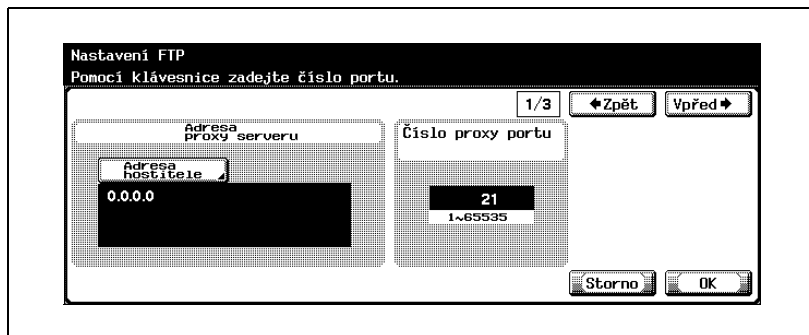 Nastavení FTP
Pomocí klávesnice zadejte číslo portu.
1/3
Zpět
Vpřed
Adresa
proxy serveru
Číslo proxy portu
Adresa
hostitele
0.0.0.0
21
1~65535
Storno
OK